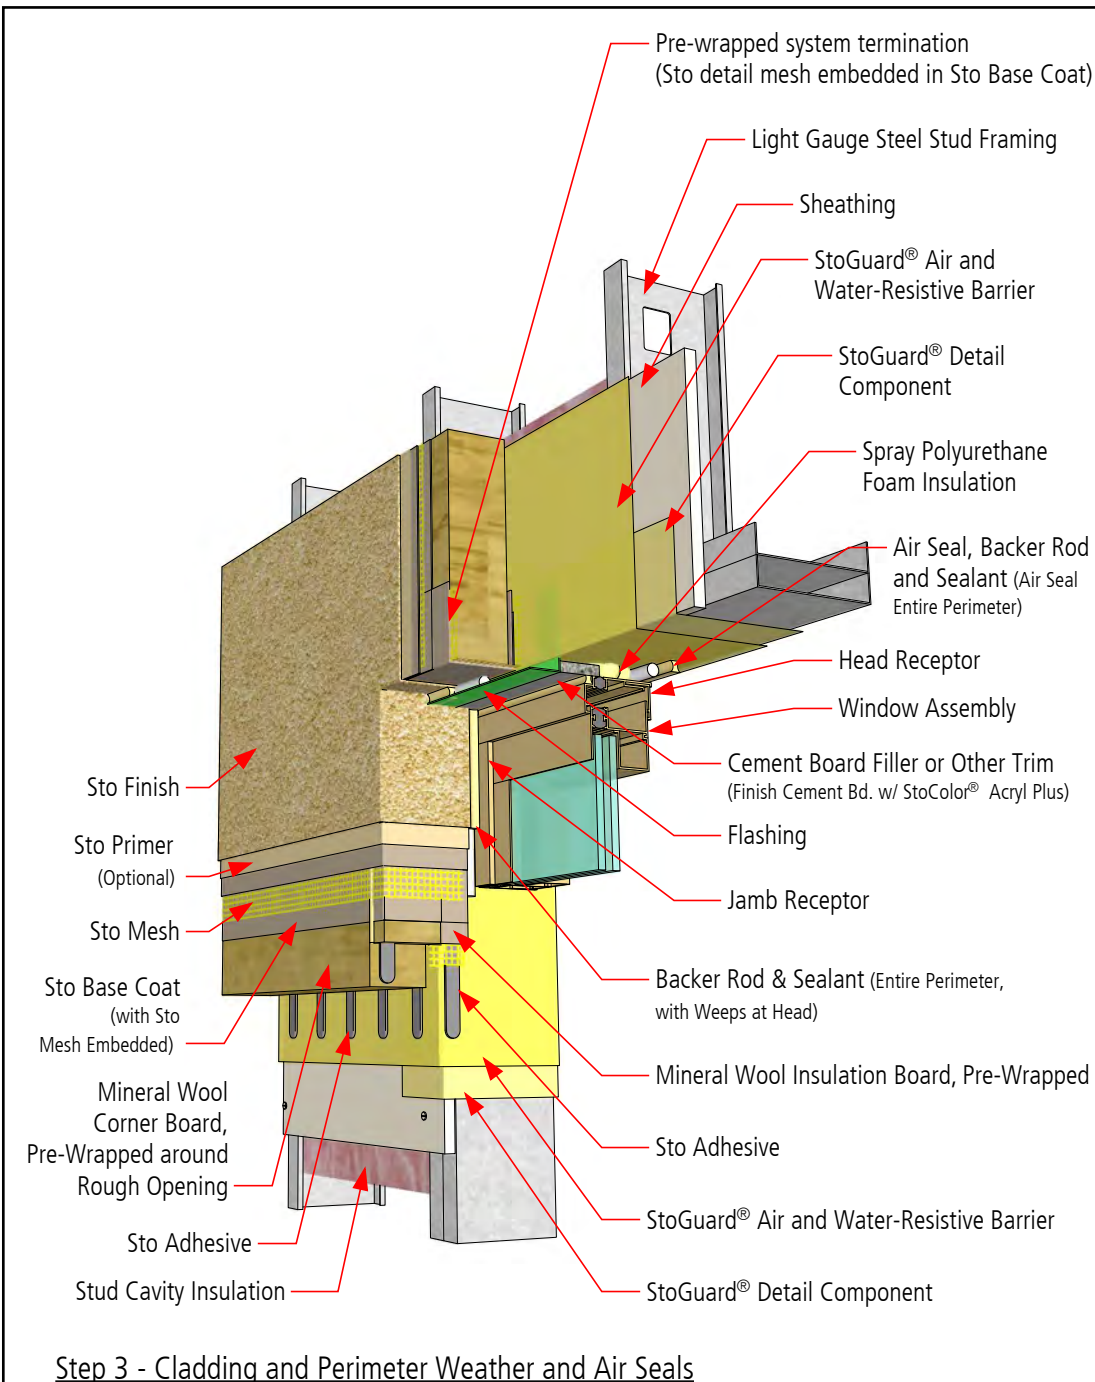 Pre-wrapped system termination
(Sto detail mesh embedded in Sto Base Coat)
Light Gauge Steel Stud Framing
Sheathing
StoGuard® Air and
Water-Resistive Barrier
StoGuard® Detail
Component
Spray Polyurethane
Foam Insulation
Air Seal, Backer Rod
and Sealant (Air Seal
Entire Perimeter)
Head Receptor
Window Assembly
Cement Board Filler or Other Trim
(Finish Cement Bd. w/ StoColor® Acryl Plus)
Flashing
Jamb Receptor
Backer Rod & Sealant (Entire Perimeter,
with Weeps at Head)
Mineral Wool Insulation Board, Pre-Wrapped
Sto Adhesive
StoGuard® Air and Water-Resistive Barrier
StoGuard® Detail Component
Sto Finish
Sto Primer
(Optional)
Sto Mesh
Sto Base Coat
(with Sto
Mesh Embedded)
Mineral Wool
Corner Board,
Pre-Wrapped around
Rough Opening
Sto Adhesive
Stud Cavity Insulation
Step 3 - Cladding and Perimeter Weather and Air Seals